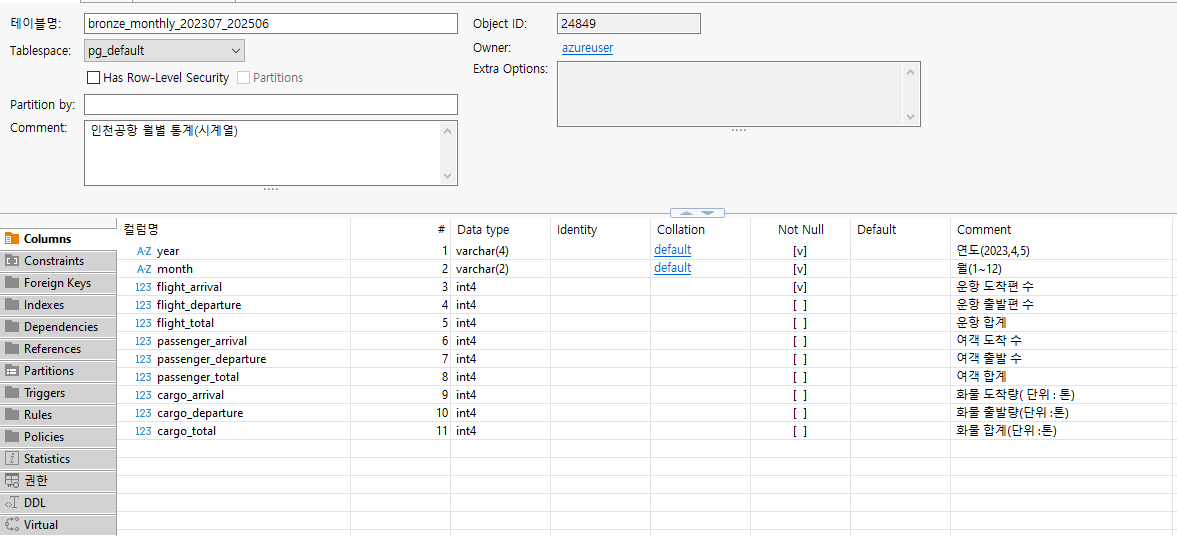 테이블명: bronze_monthly_202307_202506 Object ID: 24849
Tablespace: pg_default Owner: azureuser
Has Row-Level Security Partitions Extra Options:
Partition by:
Comment: 인천공항 월별 통계(시계열)
Columns
Constraints
Foreign Keys
Indexes
Dependencies
References
Partitions
Triggers
Rules
Policies
Statistics
권한
DDL
Virtual
컬럼명 # Data type Identity Collation Not Null Default Comment
A-Z year 1 varchar(4) default [v] 연도(2023,4,5)
A-Z month 2 varchar(2) default [v] 월(1~12)
123 flight_arrival 3 int4 [v] 운항 도착편 수
123 flight_departure 4 int4 [ ] 운항 출발편 수
123 flight_total 5 int4 [ ] 운항 합계
123 passenger_arrival 6 int4 [ ] 여객 도착 수
123 passenger_departure 7 int4 [ ] 여객 출발 수
123 passenger_total 8 int4 [ ] 여객 합계
123 cargo_arrival 9 int4 [ ] 화물 도착량( 단위 : 톤)
123 cargo_departure 10 int4 [ ] 화물 출발량(단위 :톤)
123 cargo_total 11 int4 [ ] 화물 합계(단위 :톤)